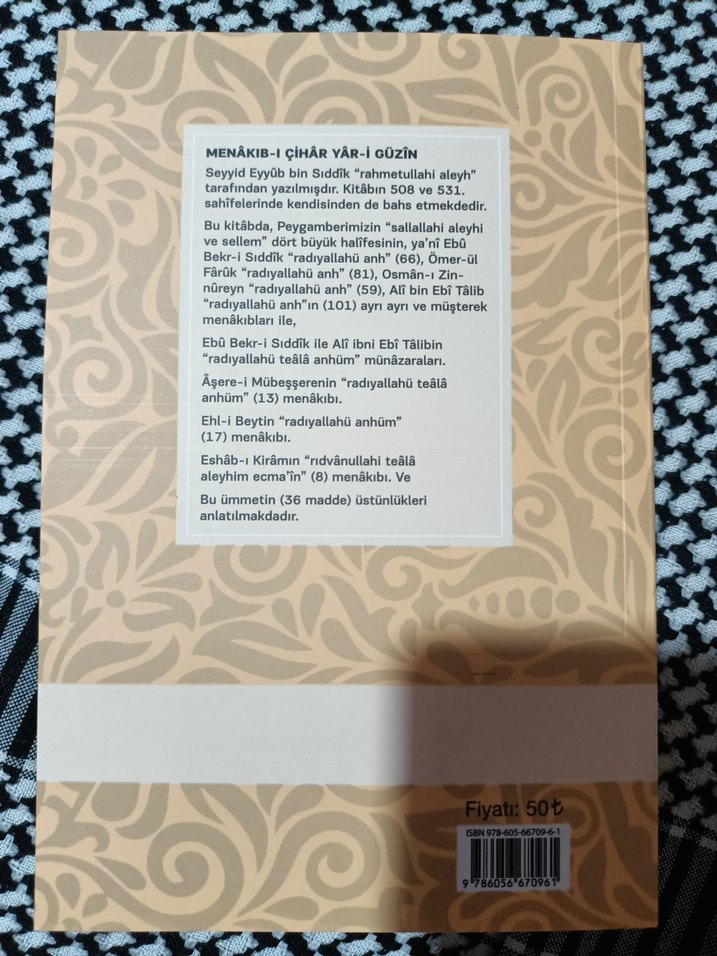 MENÂKIB-I ÇİHÂR YÂR-İ GÜZÎN
Seyyid Eyyûb bin Sıddîk “rahmetullahi aleyh”
tarafından yazılmışdır. Kitâbın 508 ve 531.
sahîfelerinde kendisinden de bahs etmekdedir.
Bu kitâbda, Peygamberimizin “sallallahi aleyhi
ve sellem” dört büyük halîfesinin, ya’nî Ebû
Bekr-i Sıddîk “radıyallahü anh” (66), Ömer-ül
Fârûk “radıyallahü anh” (81), Osmân-ı Zin-
nûreyn “radıyallahü anh” (59), Alî bin Ebî Tâlib
“radıyallahü anh”ın (101) ayrı ayrı ve müşterek
menâkıbları ile,
Ebû Bekr-i Sıddîk ile Alî ibni Ebî Tâlibin
“radıyallahü teâlâ anhüm” münâzaraları.
Âşere-i Mübeşşerenin “radıyallahü teâlâ
anhüm” (13) menâkıbı.
Ehl-i Beytin “radıyallahü anhüm”
(17) menâkıbı.
Eshâb-ı Kirâmın “rıdvânullahi teâlâ
aleyhim ecma’în” (8) menâkıbı. Ve
Bu ümmetin (36 madde) üstünlükleri
anlatılmakdadır.
Fiyatı: 50₺
ISBN 978-605-66709-6-1
9 786056 670961